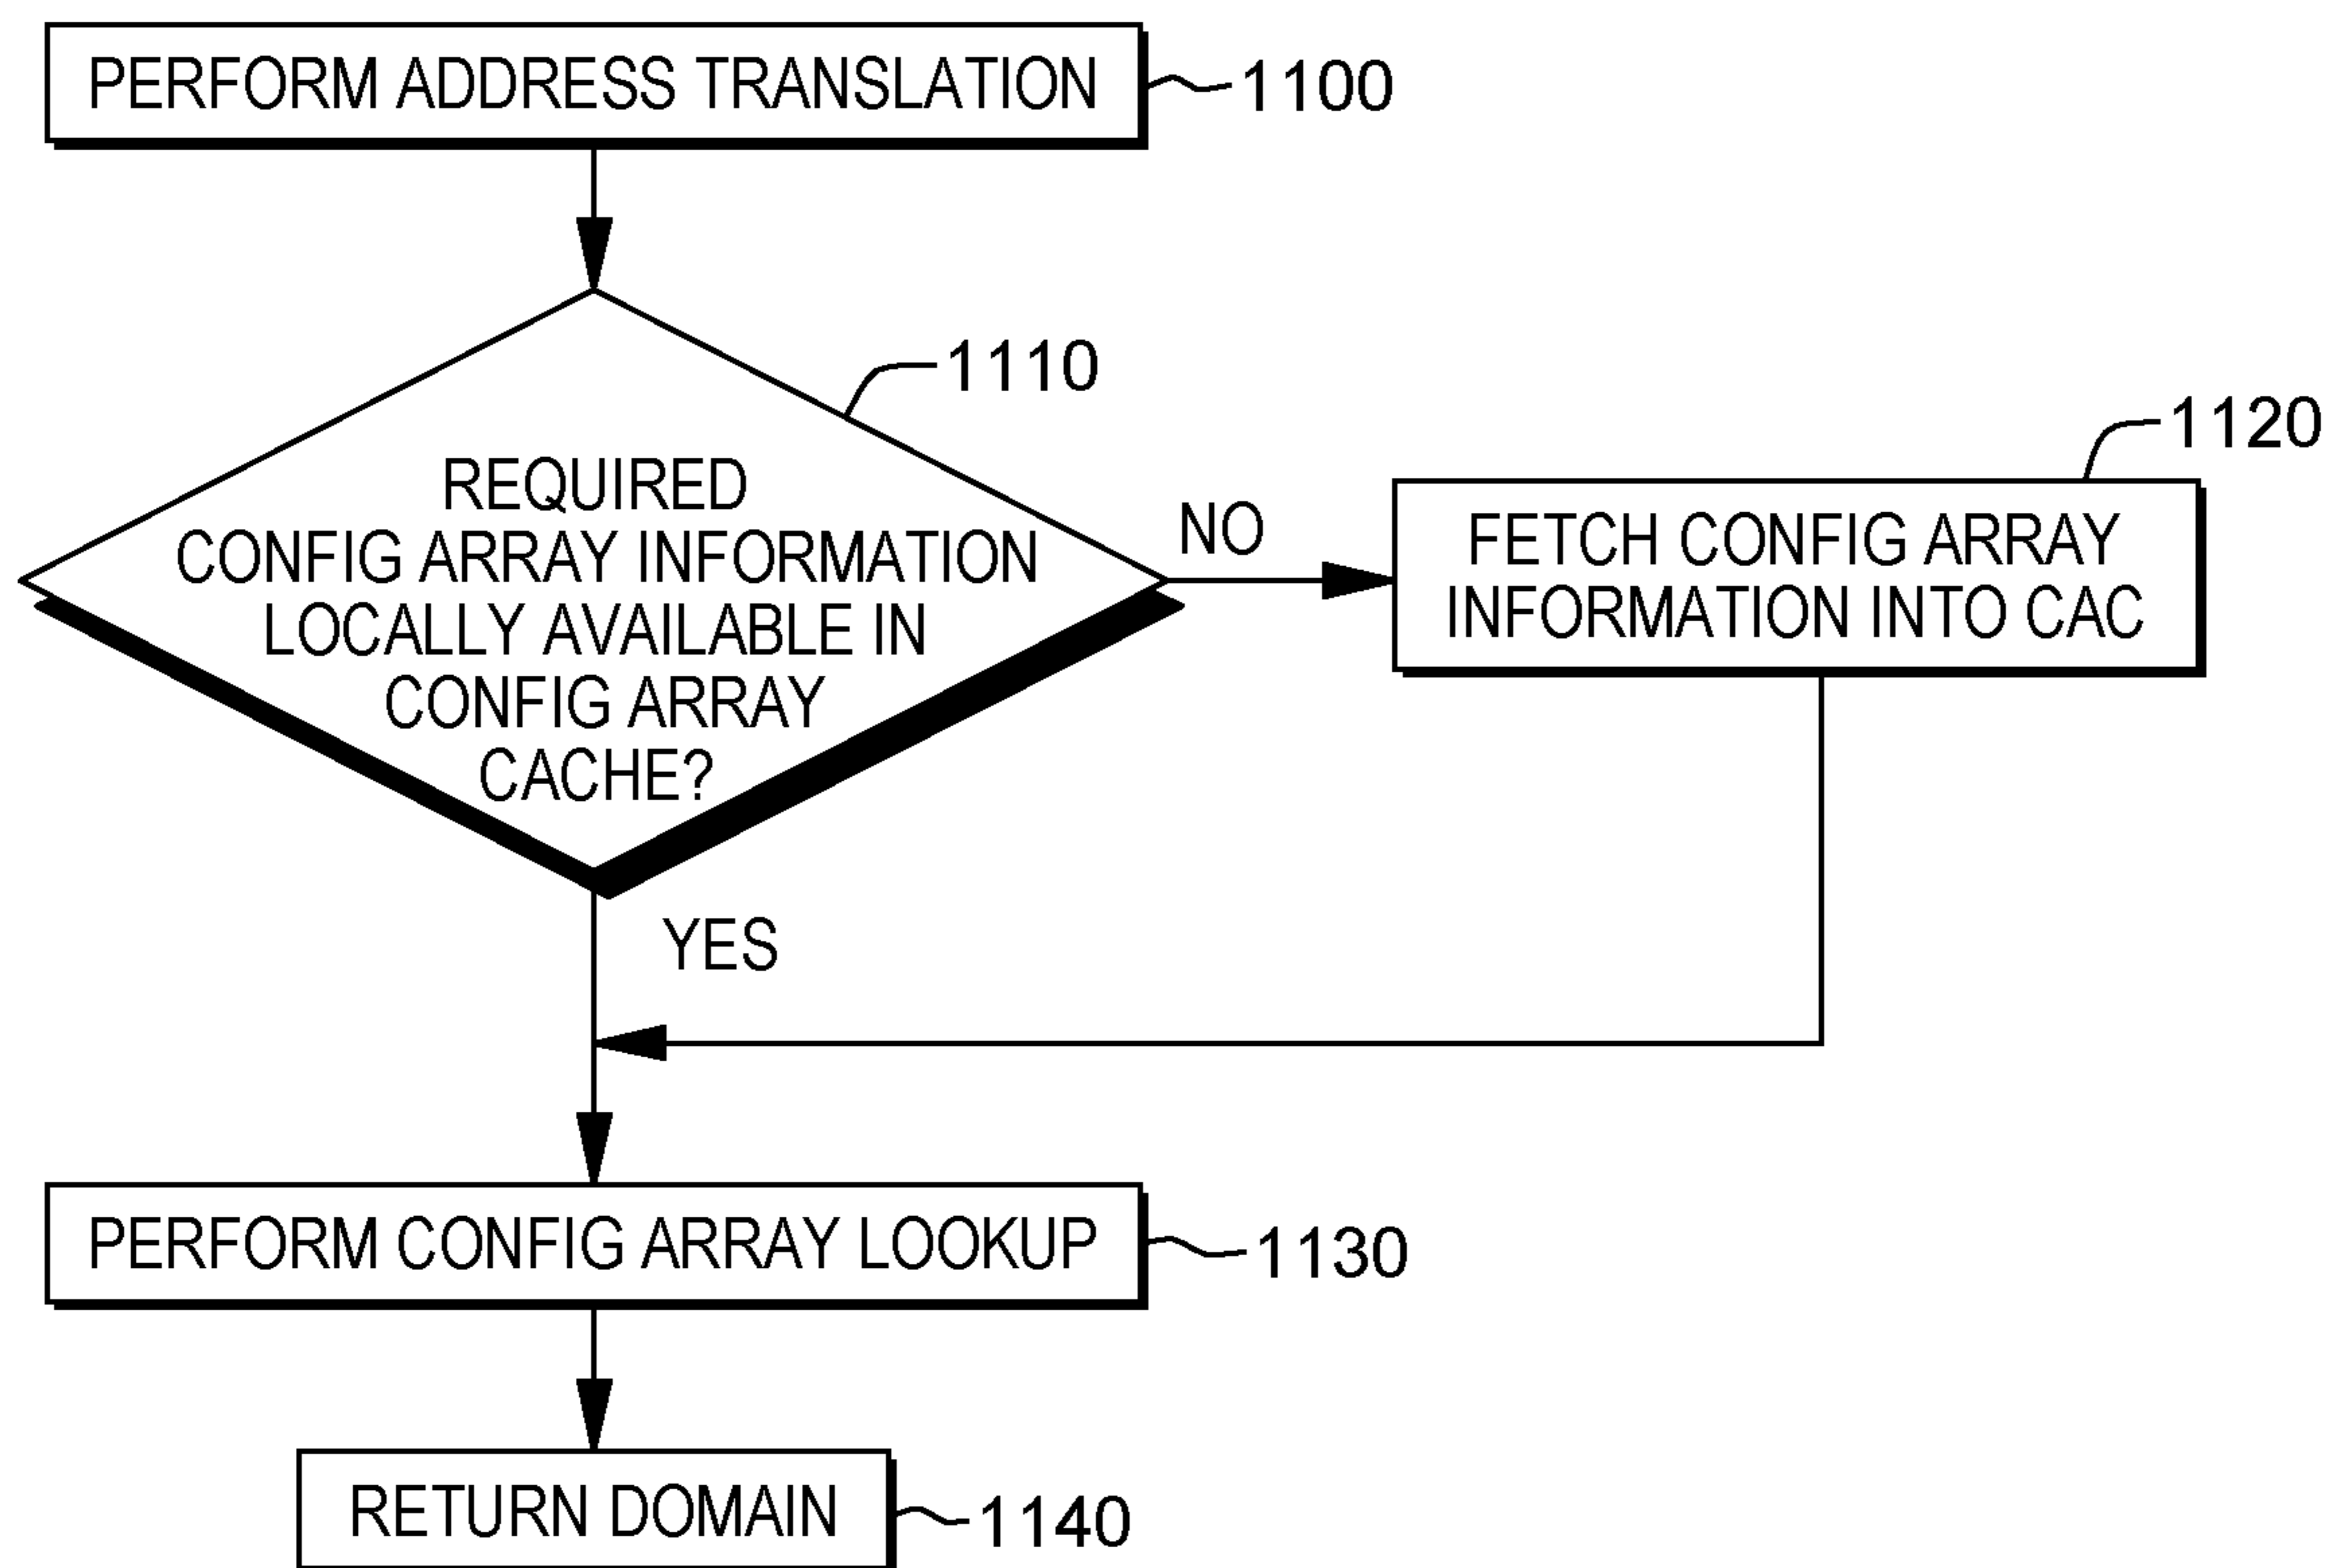 PERFORM ADDRESS TRANSLATION
1100
1110
REQUIRED
CONFIG ARRAY INFORMATION
LOCALLY AVAILABLE IN
CONFIG ARRAY
CACHE?
NO
1120
FETCH CONFIG ARRAY
INFORMATION INTO CAC
YES
PERFORM CONFIG ARRAY LOOKUP
1130
RETURN DOMAIN
1140